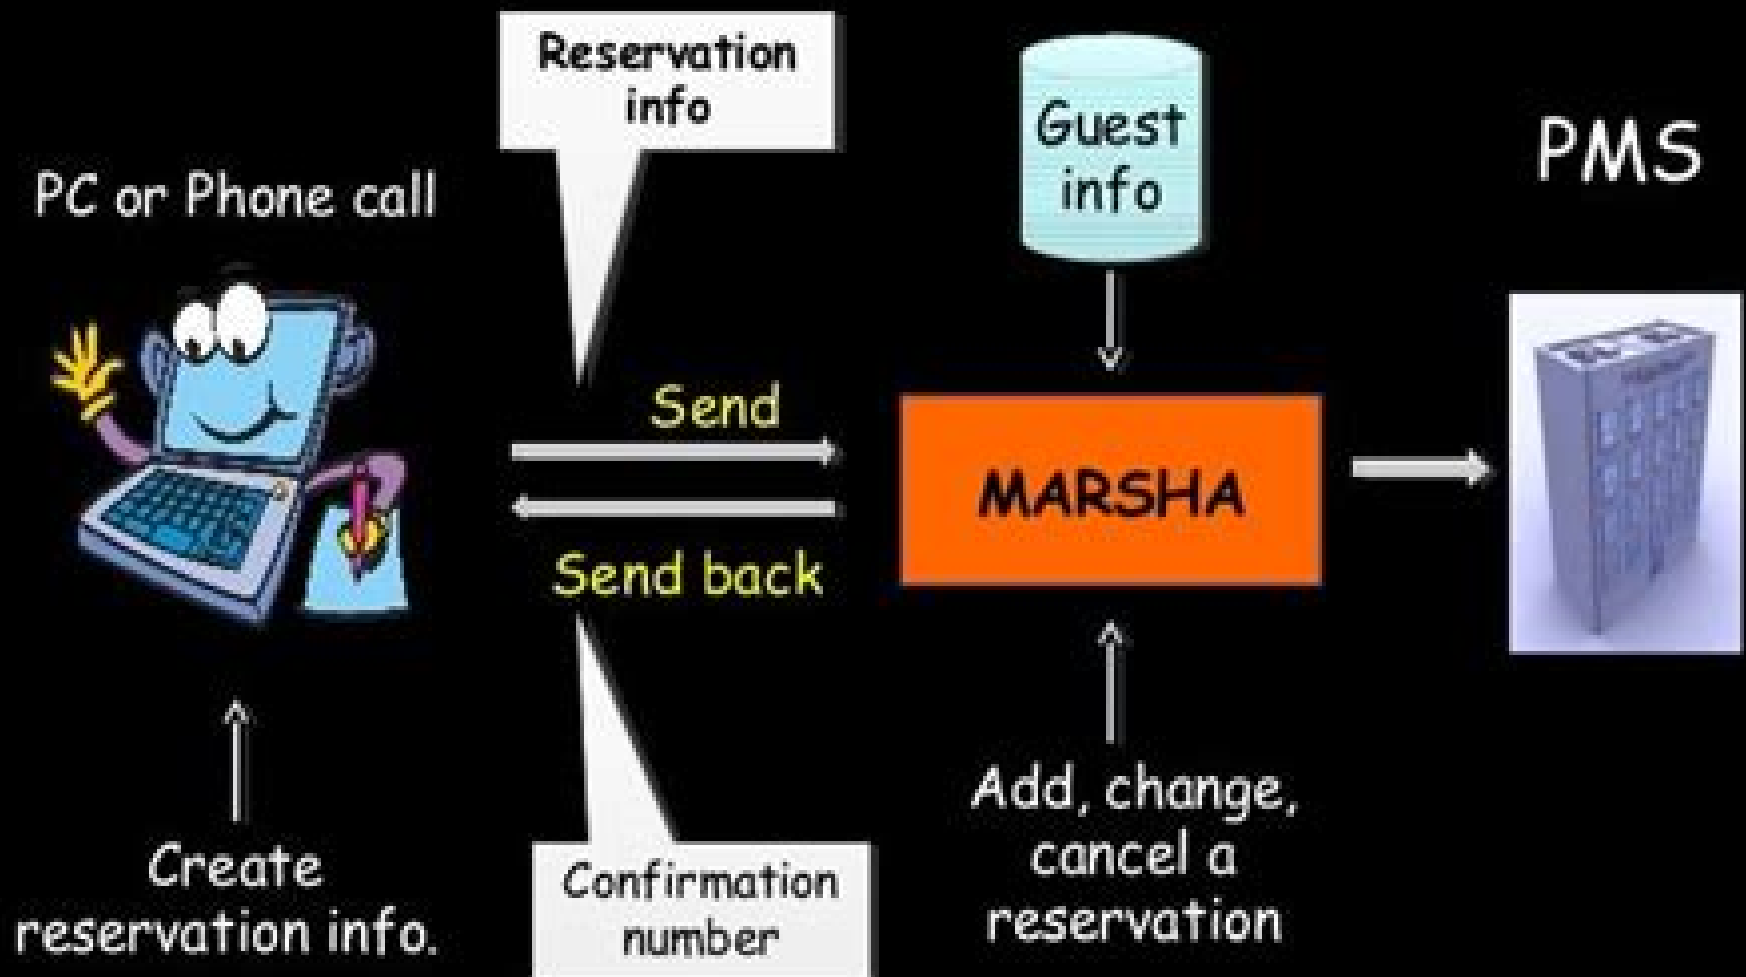 Reservation
info
Guest
info
PMS
PC or Phone call
Send
MARSHA
Send back
Create
reservation info.
Confirmation
number
Add, change,
cancel a
reservation